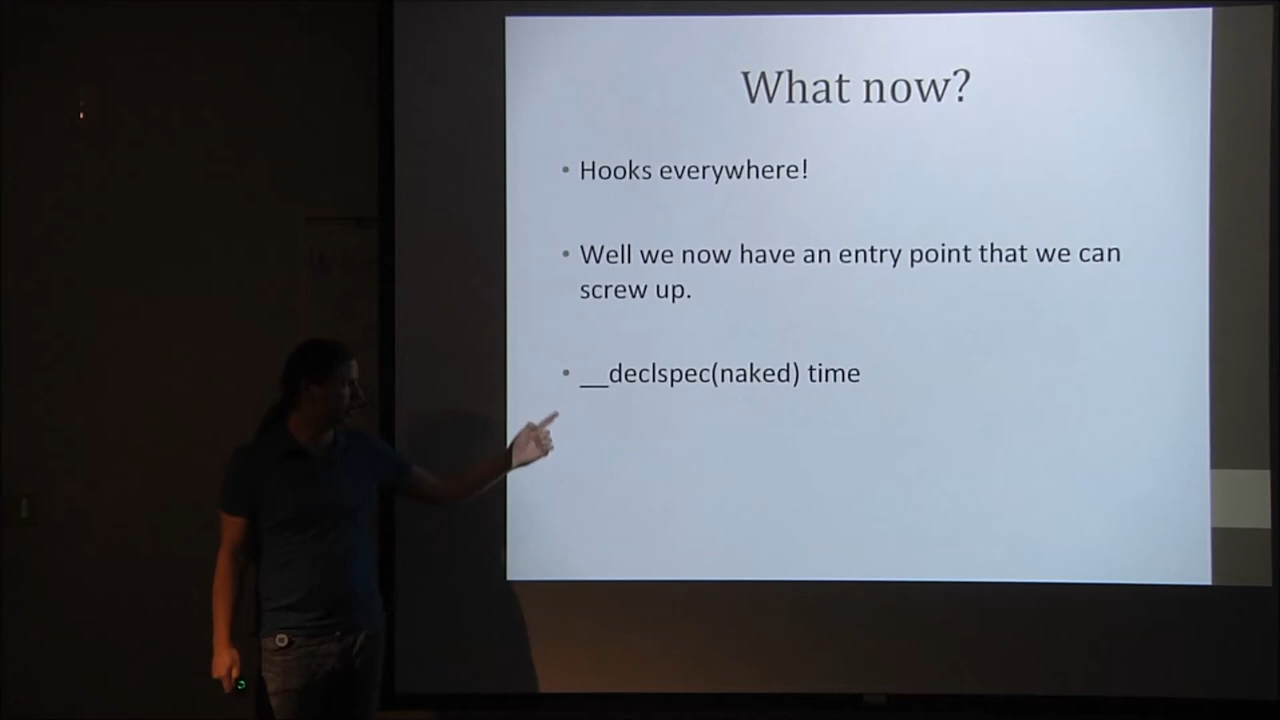 What now?
• Hooks everywhere!
• Well we now have an entry point that we can
screw up.
• __declspec(naked) time